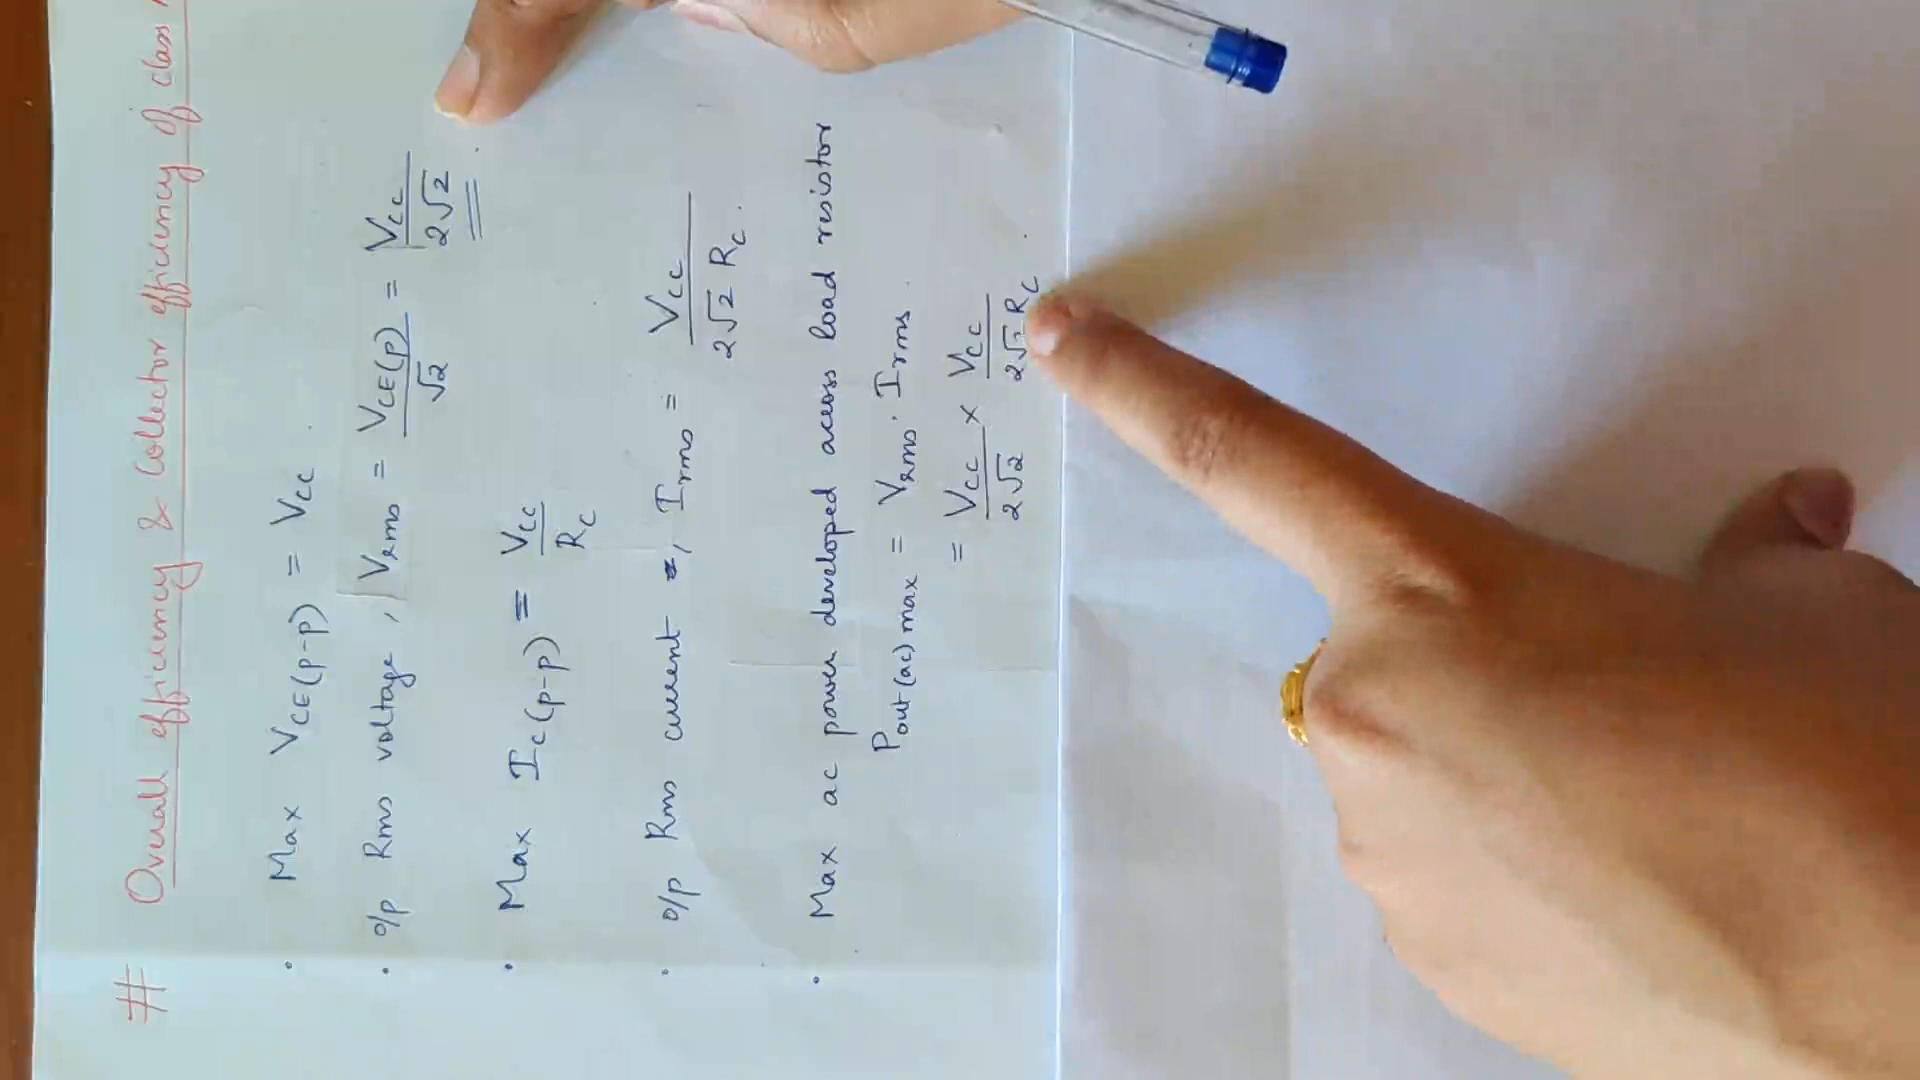 # Overall efficiency & Collector efficiency of class
• Max VCE(p-p) = VCC .
• o/p Rms voltage, Vrms = VCE(p)/√2 = VCC/2√2 .
• Max IC(p-p) = VCC/RC
• o/p Rms current , Irms = VCC/2√2 RC .
• Max ac power developed across load resistor
Pout(ac) max = Vrms . Irms .
= VCC/2√2 × VCC/2√2 RC .